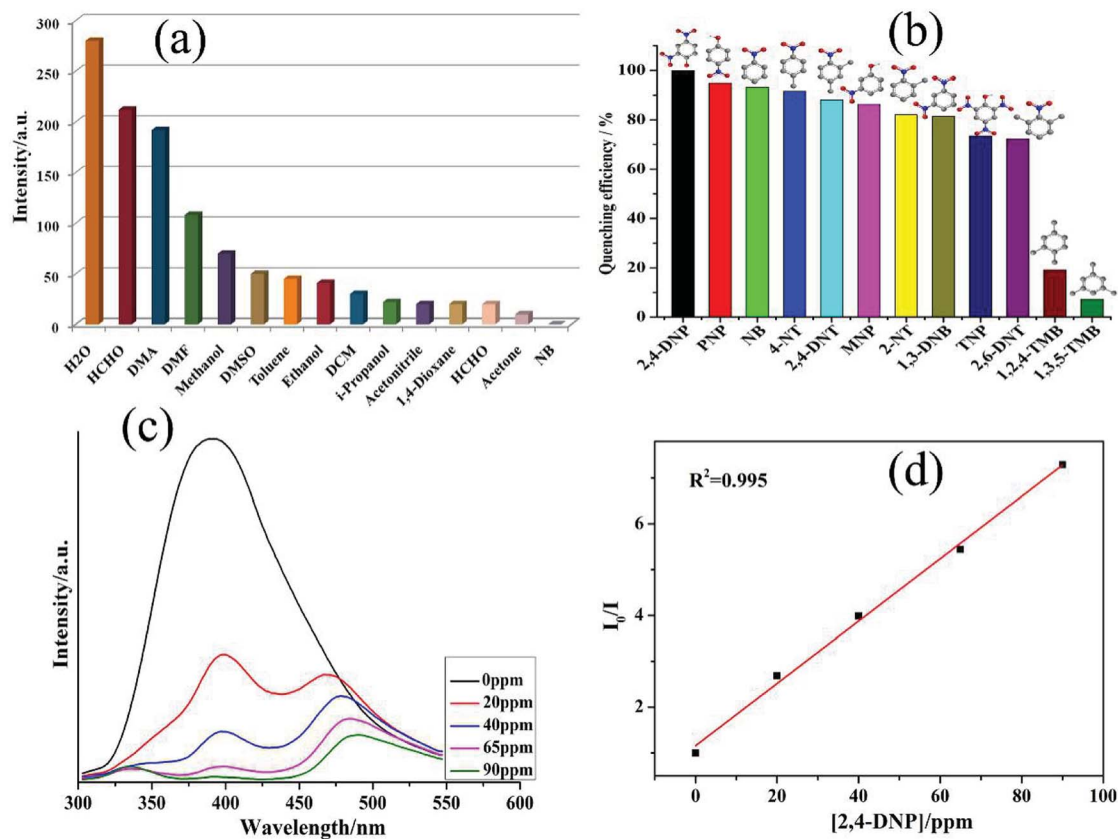 (a)
Intensity/a.u.
300
250
200
150
100
50
0
H2O
HCHO
DMA
DMF
Methanol
DMSO
Toluene
Ethanol
DCM
i-Propanol
Acetonitrile
1,4-Dioxane
HCHO
Acetone
NB
(b)
Quenching efficiency / %
100
80
60
40
20
0
2,4-DNP
PNP
NB
4-NT
2,4-DNT
MNP
2-NT
1,3-DNB
TNP
2,6-DNT
1,2,4-TMB
1,3,5-TMB
(c)
Intensity/a.u.
0ppm
20ppm
40ppm
65ppm
90ppm
300 350 400 450 500 550 600
Wavelength/nm
(d)
R²=0.995
I₀/I
6
4
2
0 20 40 60 80 100
[2,4-DNP]/ppm